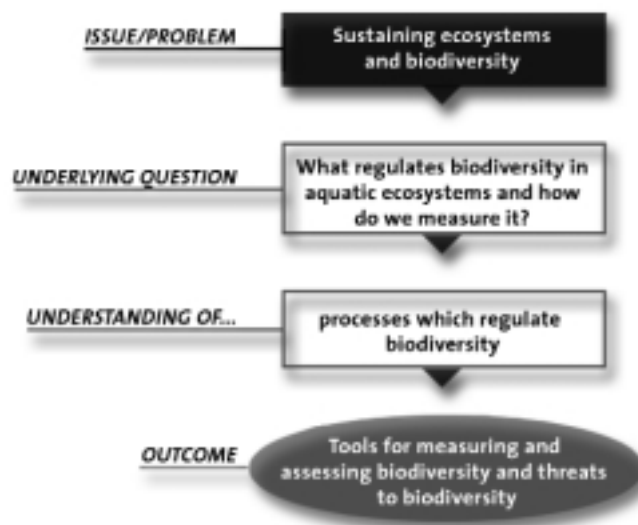 ISSUE/PROBLEM
Sustaining ecosystems
and biodiversity
UNDERLYING QUESTION
What regulates biodiversity in
aquatic ecosystems and how
do we measure it?
UNDERSTANDING OF...
processes which regulate
biodiversity
OUTCOME
Tools for measuring and
assessing biodiversity and threats
to biodiversity